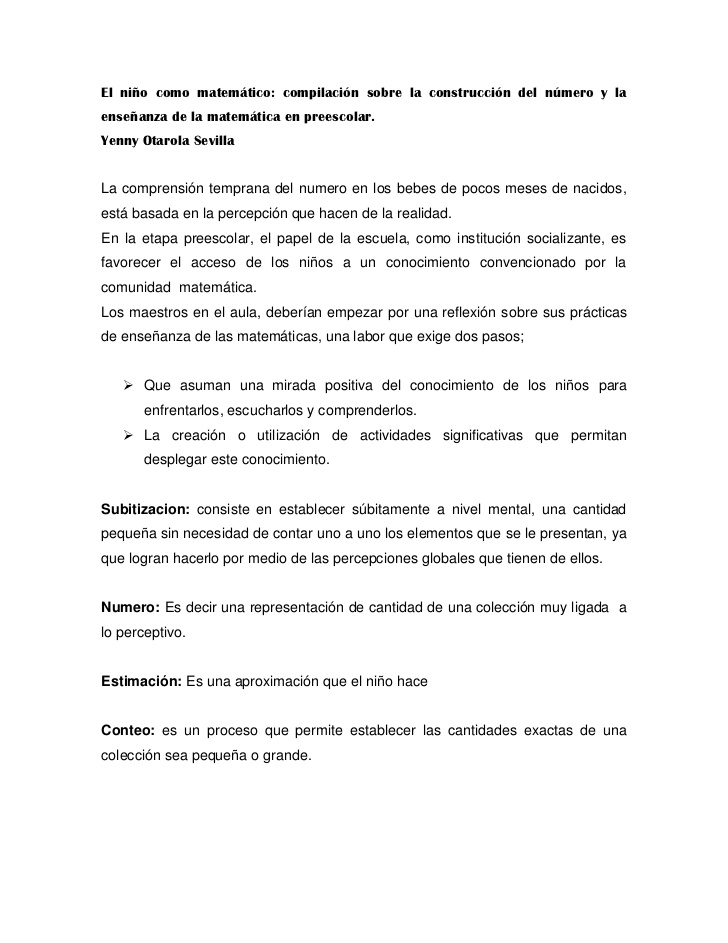 El niño como matemático: compilación sobre la construcción del número y la
enseñanza de la matemática en preescolar.
Yenny Otarola Sevilla
La comprensión temprana del numero en los bebes de pocos meses de nacidos,
está basada en la percepción que hacen de la realidad.
En la etapa preescolar, el papel de la escuela, como institución socializante, es
favorecer el acceso de los niños a un conocimiento convencionado por la
comunidad matemática.
Los maestros en el aula, deberían empezar por una reflexión sobre sus prácticas
de enseñanza de las matemáticas, una labor que exige dos pasos;
➢ Que asuman una mirada positiva del conocimiento de los niños para
enfrentarlos, escucharlos y comprenderlos.
➢ La creación o utilización de actividades significativas que permitan
desplegar este conocimiento.
Subitizacion: consiste en establecer súbitamente a nivel mental, una cantidad
pequeña sin necesidad de contar uno a uno los elementos que se le presentan, ya
que logran hacerlo por medio de las percepciones globales que tienen de ellos.
Numero: Es decir una representación de cantidad de una colección muy ligada a
lo perceptivo.
Estimación: Es una aproximación que el niño hace
Conteo: es un proceso que permite establecer las cantidades exactas de una
colección sea pequeña o grande.